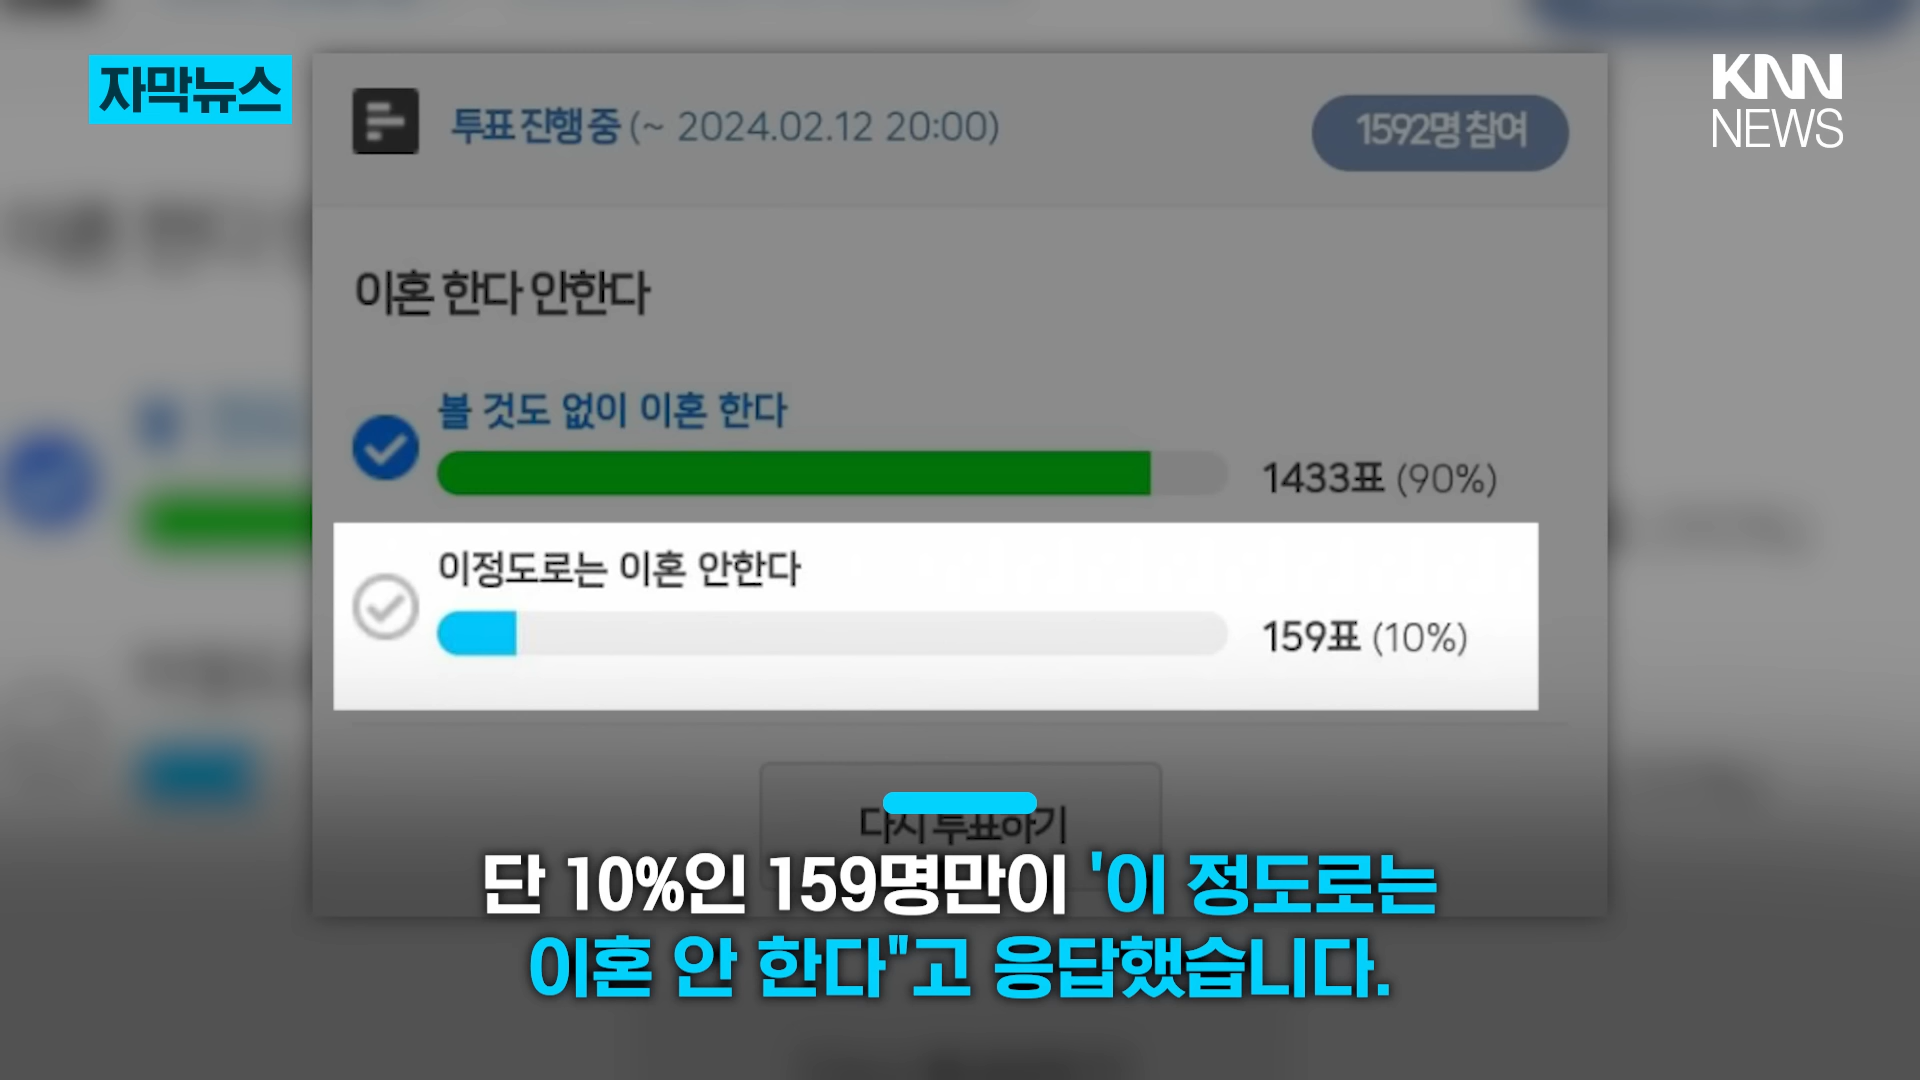 자막뉴스
KNN
NEWS
투표 진행 중 (~ 2024.02.12 20:00)
1592명 참여
이혼 한다 안한다
볼 것도 없이 이혼 한다
1433표 (90%)
이정도로는 이혼 안한다
159표 (10%)
다시 투표하기
단 10%인 159명만이 '이 정도로는
이혼 안 한다"고 응답했습니다.